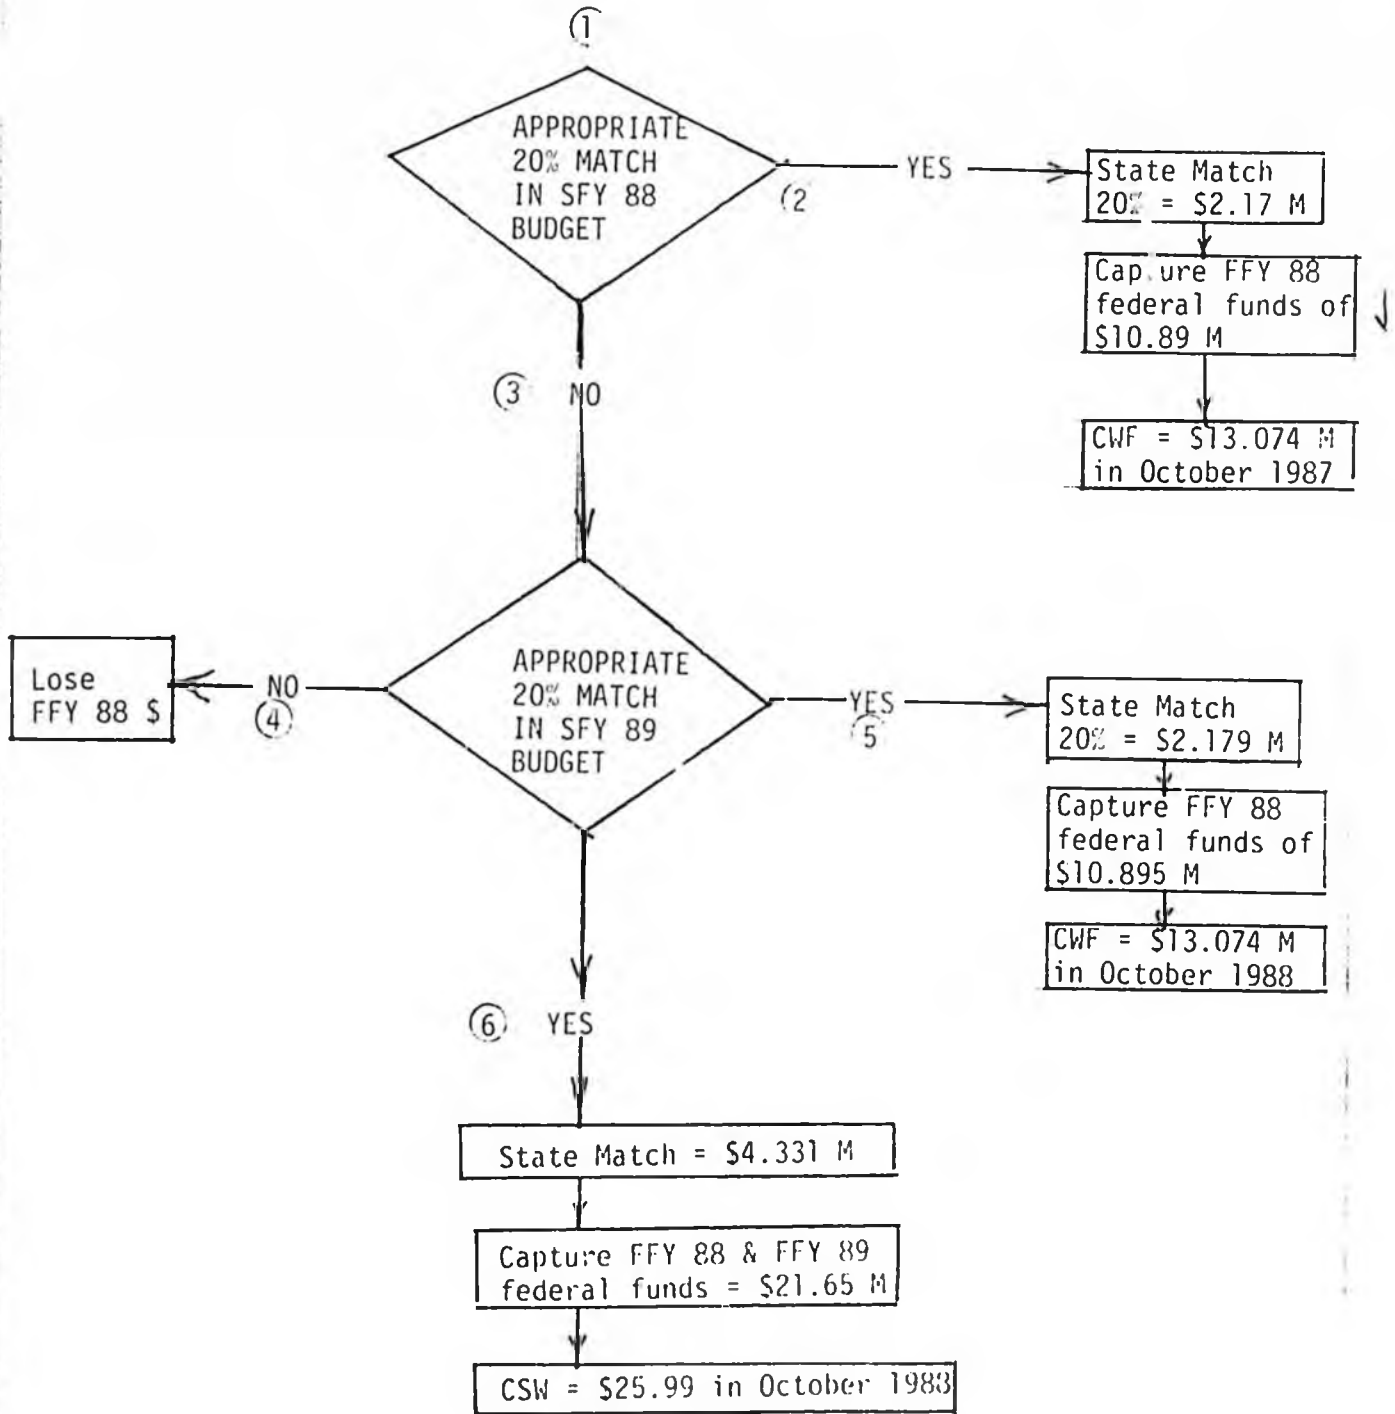 1
APPROPRIATE
20% MATCH
IN SFY 88
BUDGET
(2
YES
State Match
20% = $2.17 M
Cap ure FFY 88
federal funds of
$10.89 M
CWF = $13.074 M
in October 1987
3 NO
APPROPRIATE
20% MATCH
IN SFY 89
BUDGET
NO
4
Lose
FFY 88 $
YES
5
State Match
20% = $2.179 M
Capture FFY 88
federal funds of
$10.895 M
CWF = $13.074 M
in October 1988
6 YES
State Match = $4.331 M
Capture FFY 88 & FFY 89
federal funds = $21.65 M
CSW = $25.99 in October 1988